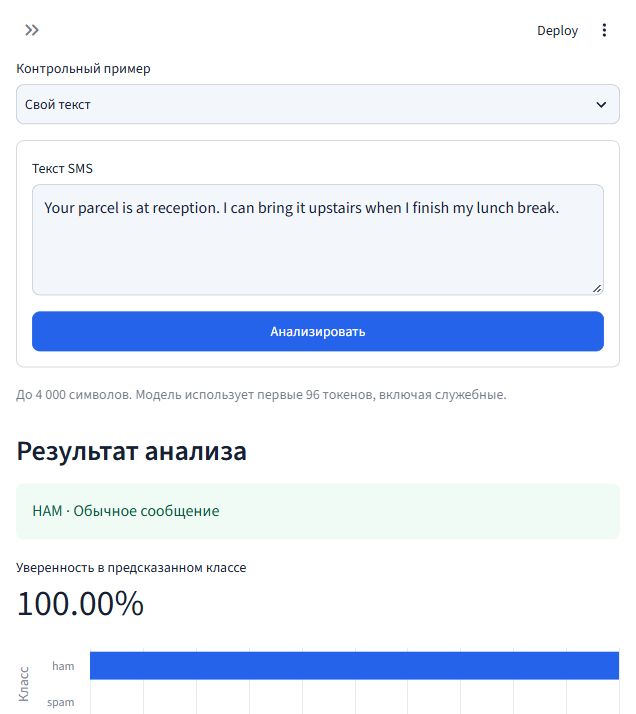 Deploy
Контрольный пример
Свой текст
Текст SMS
Your parcel is at reception. I can bring it upstairs when I finish my lunch break.
Анализировать
До 4 000 символов. Модель использует первые 96 токенов, включая служебные.
Результат анализа
HAM · Обычное сообщение
Уверенность в предсказанном классе
100.00%
Класс
ham
spam